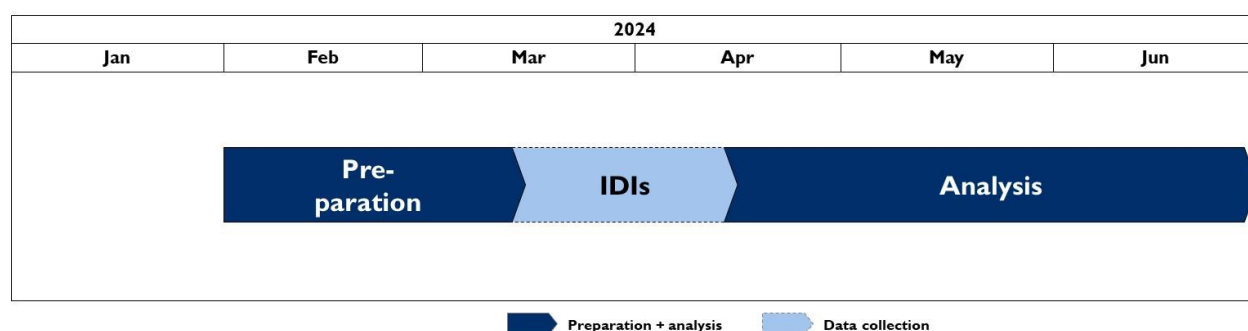 2024
Jan Feb Mar Apr May Jun
Pre-
paration
IDIs
Analysis
Preparation + analysis Data collection